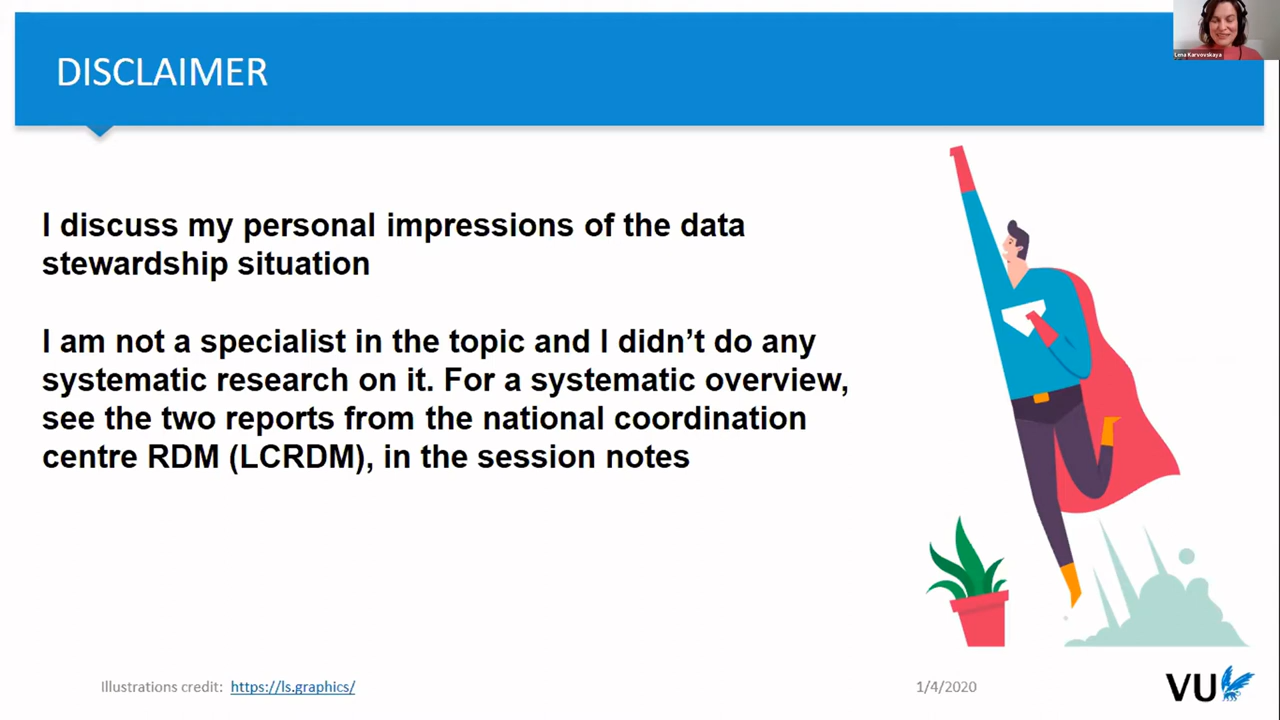 Lena Karvovskaya
DISCLAIMER
I discuss my personal impressions of the data
stewardship situation
I am not a specialist in the topic and I didn’t do any
systematic research on it. For a systematic overview,
see the two reports from the national coordination
centre RDM (LCRDM), in the session notes
Illustrations credit: https://ls.graphics/
1/4/2020
VU